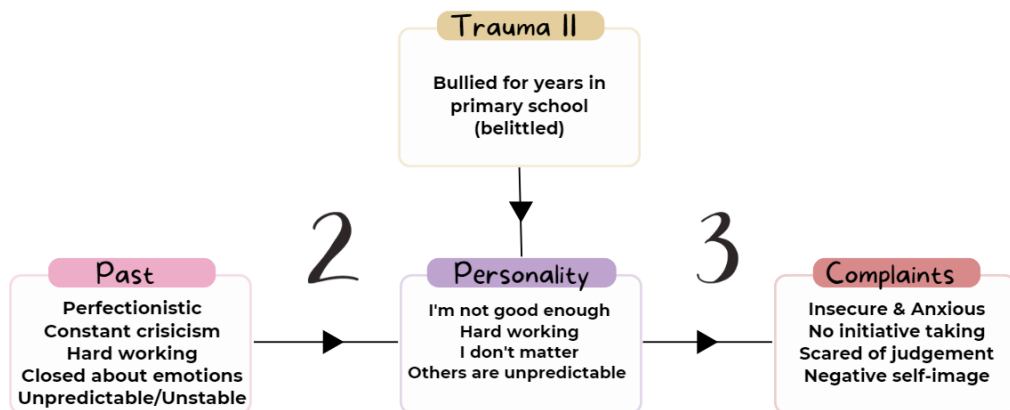 Trauma II
Bullied for years in
primary school
(belittled)
2
3
Past
Perfectionistic
Constant crisicism
Hard working
Closed about emotions
Unpredictable/Unstable
Personality
I'm not good enough
Hard working
I don't matter
Others are unpredictable
Complaints
Insecure & Anxious
No initiative taking
Scared of judgement
Negative self-image